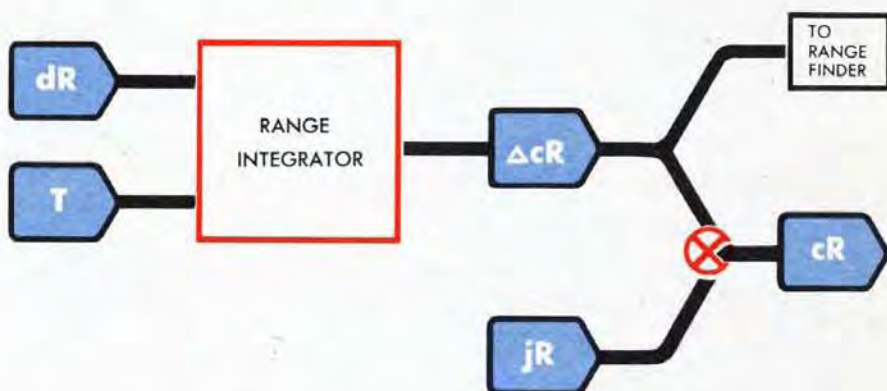 dR
T
RANGE
INTEGRATOR
ΔcR
TO
RANGE
FINDER
cR
jR